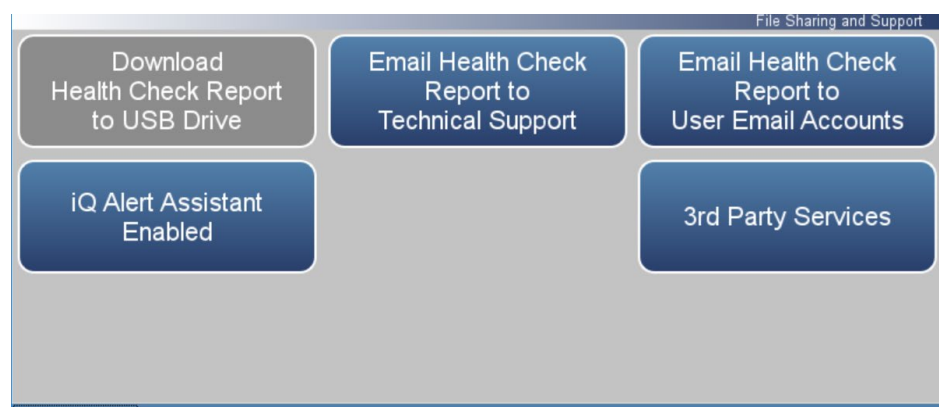 File Sharing and Support
Download
Health Check Report
to USB Drive
Email Health Check
Report to
Technical Support
Email Health Check
Report to
User Email Accounts
iQ Alert Assistant
Enabled
3rd Party Services